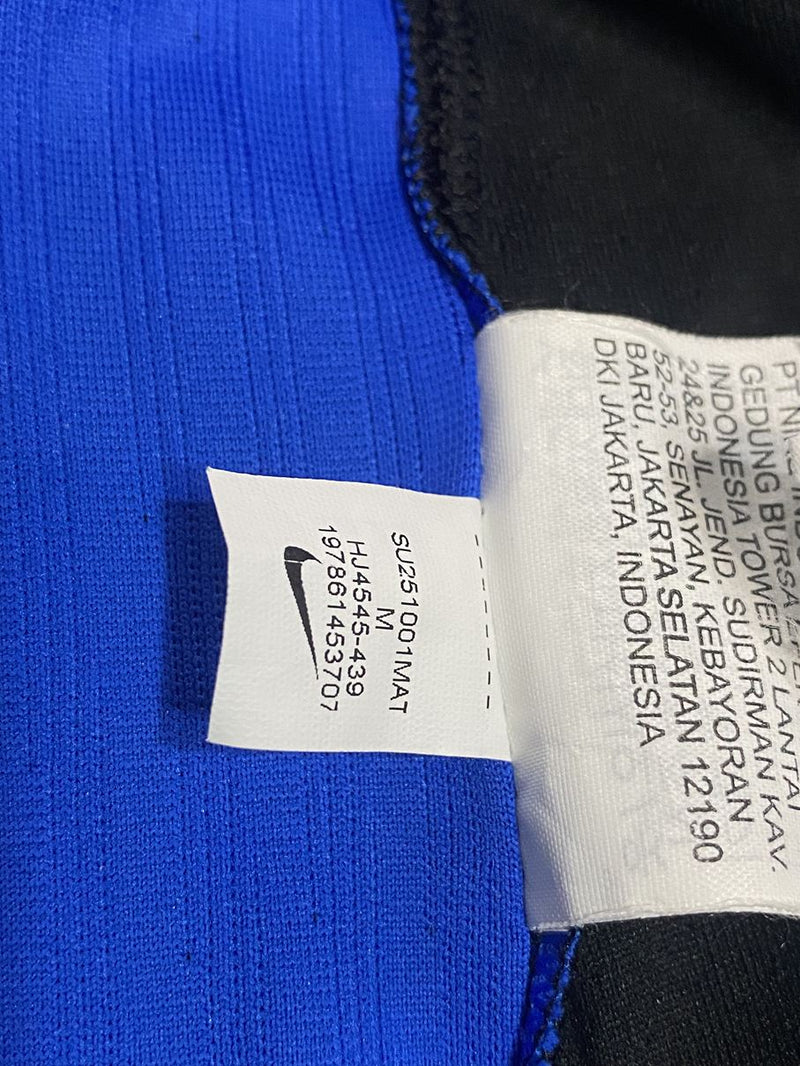 SU251001MAT
M
HJ4545-439
197861453707
PT
GEDUNG BURSA
INDONESIA TOWER 2 LANTAI
24&25 JL. JEND. SUDIRMAN KAV.
52-53, SENAYAN, KEBAYORAN
BARU, JAKARTA SELATAN 12190
DKI JAKARTA, INDONESIA